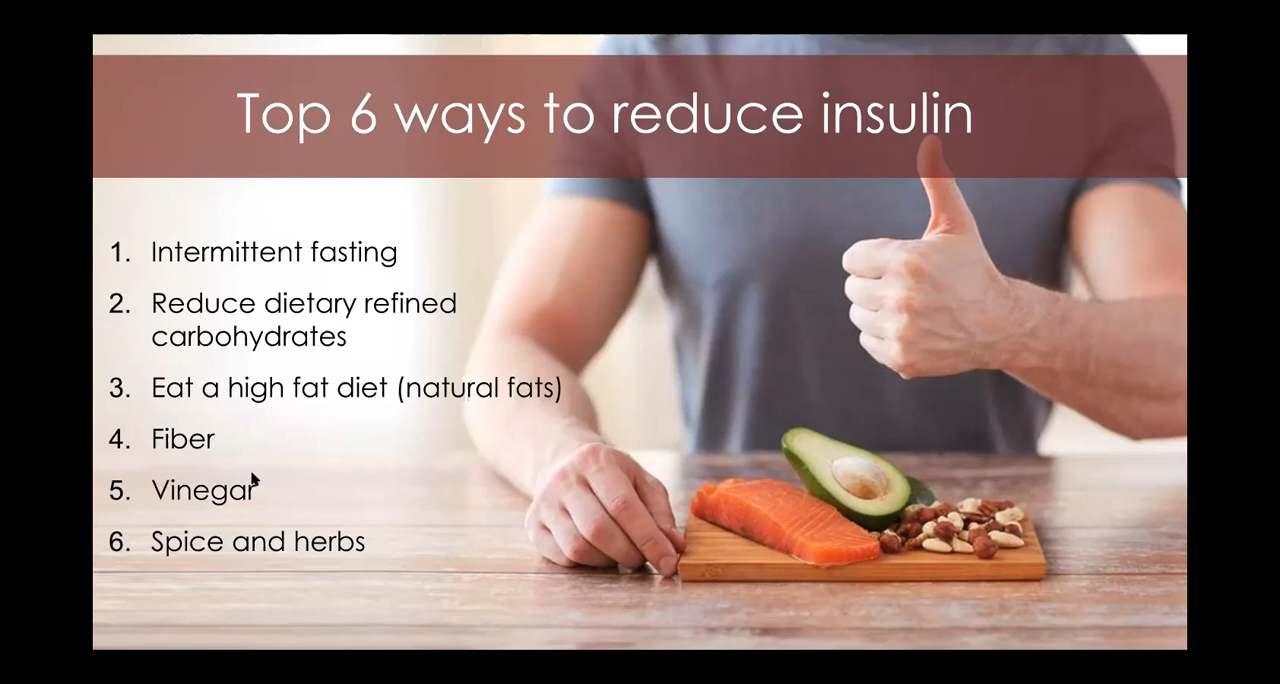 Top 6 ways to reduce insulin
1. Intermittent fasting
2. Reduce dietary refined
carbohydrates
3. Eat a high fat diet (natural fats)
4. Fiber
5. Vinegar
6. Spice and herbs